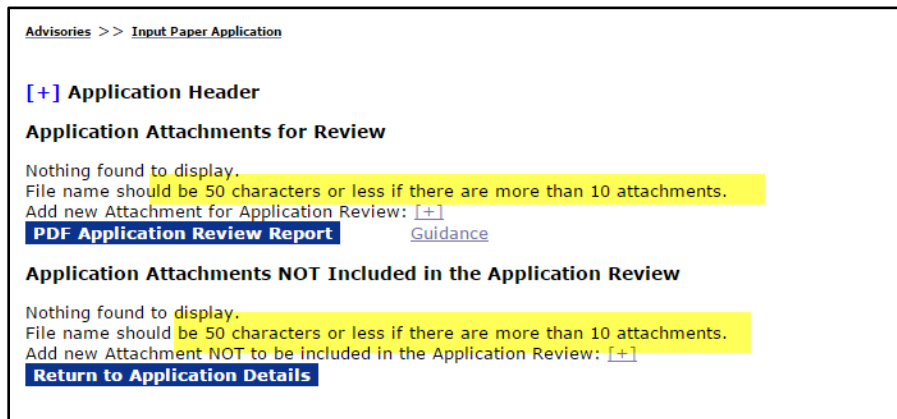 Advisories >> Input Paper Application
[+] Application Header
Application Attachments for Review
Nothing found to display.
File name should be 50 characters or less if there are more than 10 attachments.
Add new Attachment for Application Review: [+]
PDF Application Review Report Guidance
Application Attachments NOT Included in the Application Review
Nothing found to display.
File name should be 50 characters or less if there are more than 10 attachments.
Add new Attachment NOT to be included in the Application Review: [+]
Return to Application Details